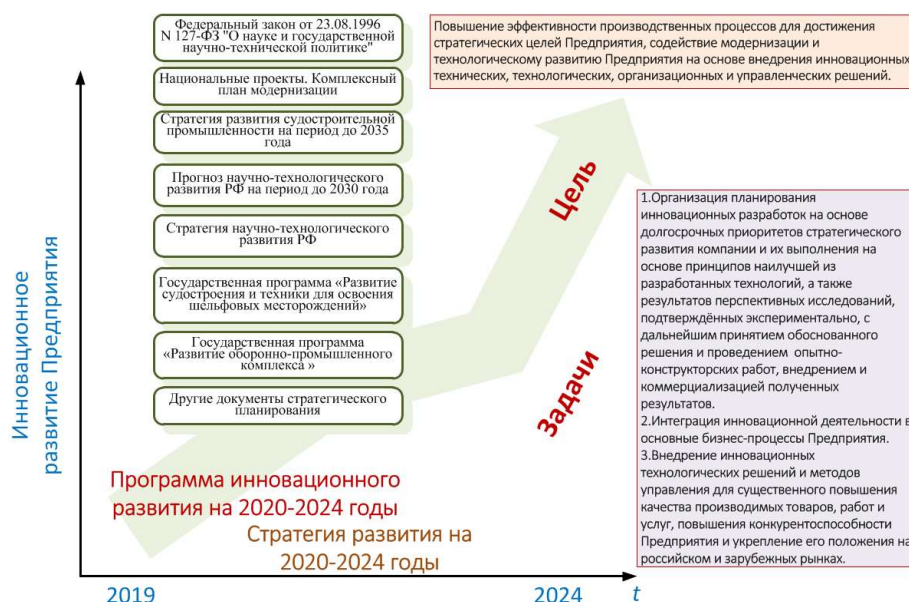 Федеральный закон от 23.08.1996
N 127-ФЗ "О науке и государственной
научно-технической политике"
Национальные проекты. Комплексный
план модернизации
Стратегия развития судостроительной
промышленности на период до 2035
года
Прогноз научно-технологического
развития РФ на период до 2030 года
Стратегия научно-технологического
развития РФ
Государственная программа «Развитие
судостроения и техники для освоения
шельфовых месторождений»
Государственная программа
«Развитие оборонно-промышленного
комплекса »
Другие документы стратегического
планирования
Повышение эффективности производственных процессов для достижения
стратегических целей Предприятия, содействие модернизации и
технологическому развитию Предприятия на основе внедрения инновационных
технических, технологических, организационных и управленческих решений.
Цель
Задачи
1.Организация планирования
инновационных разработок на основе
долгосрочных приоритетов стратегического
развития компании и их выполнения на
основе принципов наилучшей из
разработанных технологий, а также
результатов перспективных исследований,
подтверждённых экспериментально, с
дальнейшим принятием обоснованного
решения и проведением опытно-
конструкторских работ, внедрением и
коммерциализацией полученных
результатов.
2.Интеграция инновационной деятельности в
основные бизнес-процессы Предприятия.
3.Внедрение инновационных
технологических решений и методов
управления для существенного повышения
качества производимых товаров, работ и
услуг, повышения конкурентоспособности
Предприятия и укрепление его положения на
российском и зарубежных рынках.
Инновационное
развитие Предприятия
Программа инновационного
развития на 2020-2024 годы
Стратегия развития на
2020-2024 годы
2019
2024
t